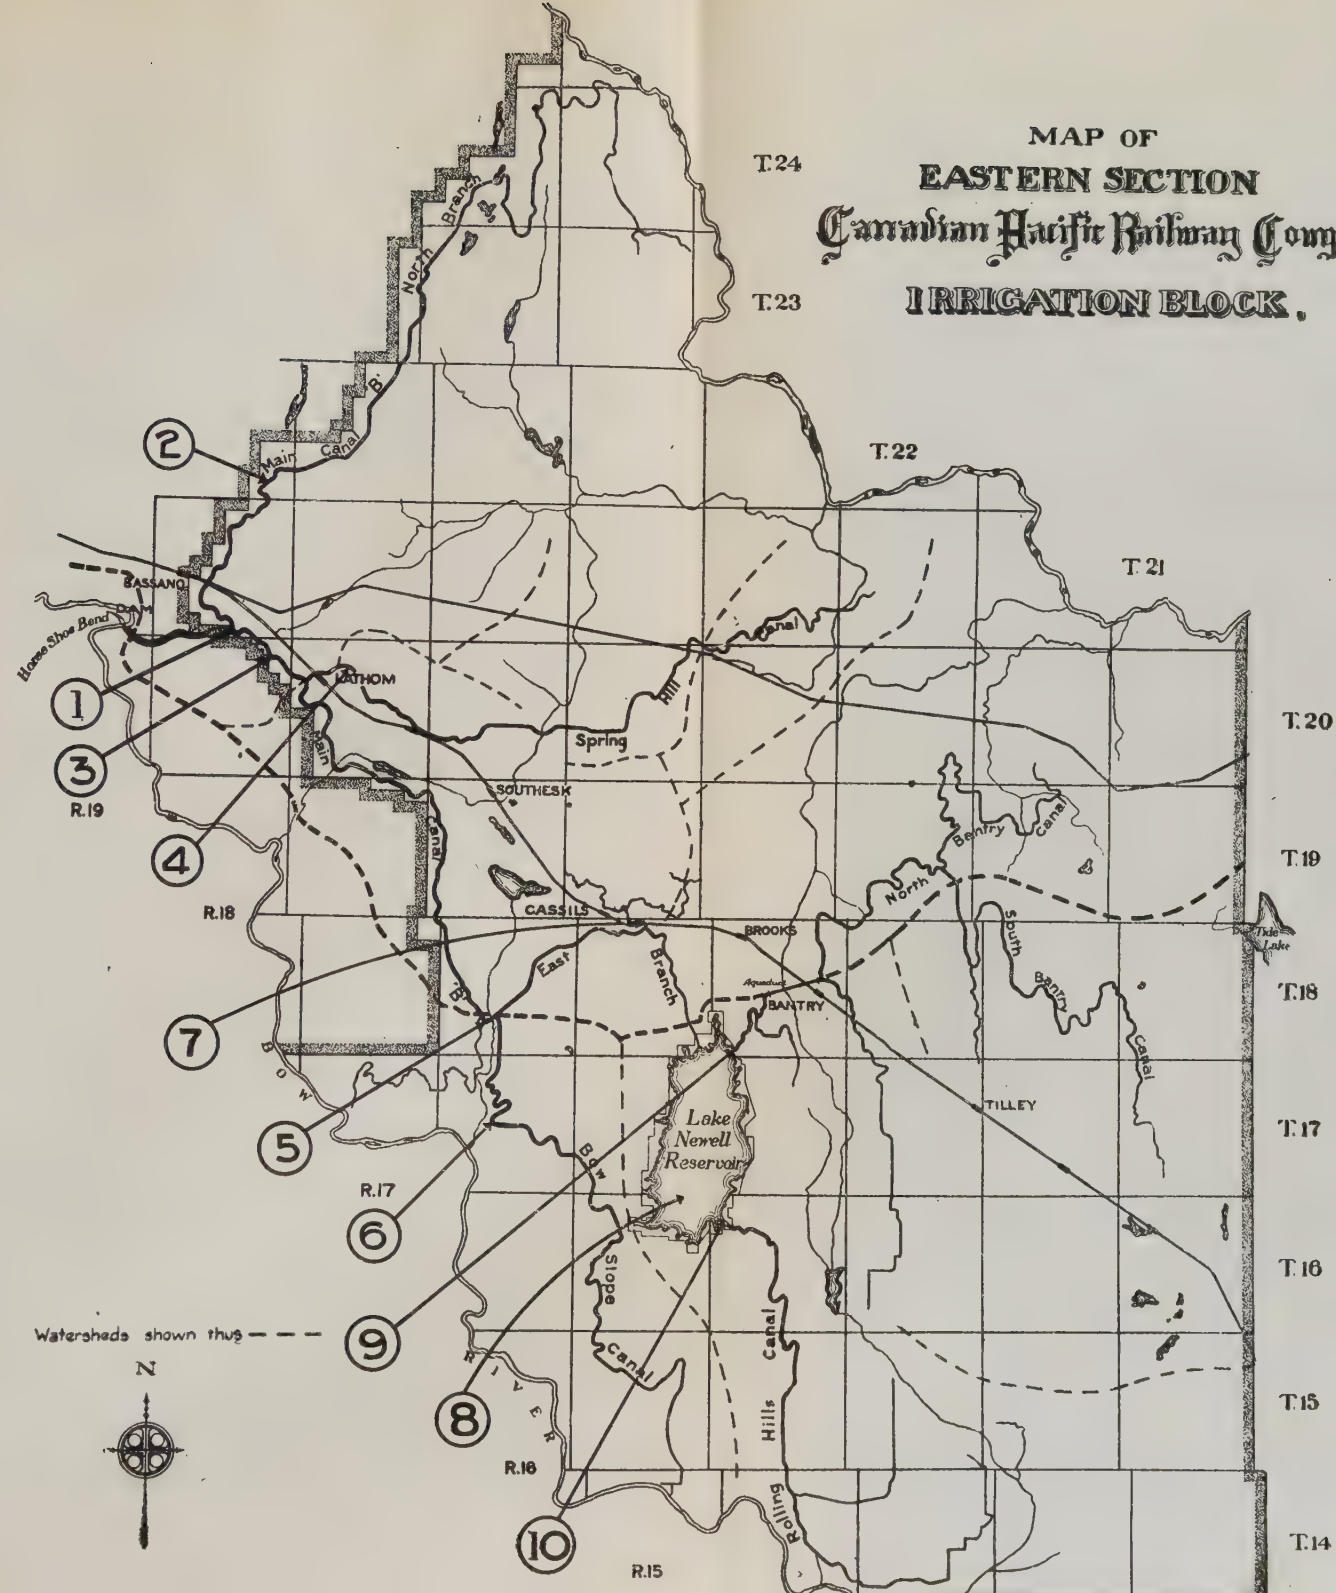 MAP OF
EASTERN SECTION
Canadian Pacific Railway Comp
IRRIGATION BLOCK.
T.24
T.23
T.22
T.21
T.20
T.19
T.18
T.17
T.16
T.15
T.14
North Branch
Main Canal 'B'
2
BASSANO
DAM
Horse Shoe Bend
1
3
R.19
4
LATHOM
Main Canal 'B'
Spring Hill Canal
SOUTHESK
R.18
CASSILS
BROOKS
East Branch
North Bantry Canal
South Bantry Canal
Tide Lake
Aquaduct
BANTRY
7
5
TILLEY
Lake
Newell
Reservoir
R.17
6
Bow Slope Canal
BOW RIVER
9
8
10
Rolling Hills Canal
R.16
R.15
Watersheds shown thus
N